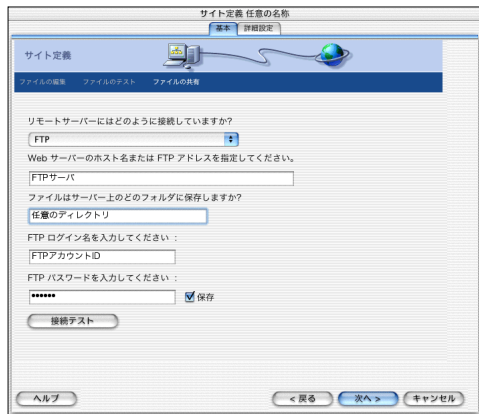 サイト定義 任意の名称
基本 詳細設定
サイト定義
ファイルの編集 ファイルのテスト ファイルの共有
リモートサーバーにはどのように接続していますか?
FTP
Web サーバーのホスト名または FTP アドレスを指定してください。
FTPサーバ
ファイルはサーバー上のどのフォルダに保存しますか?
任意のディレクトリ
FTP ログイン名を入力してください :
FTPアカウントID
FTP パスワードを入力してください :
•••••• 保存
接続テスト
ヘルプ < 戻る 次へ > キャンセル